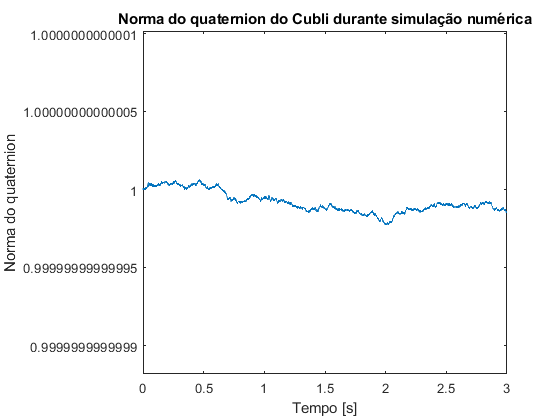 Norma do quaternion do Cubli durante simulação numérica
1.0000000000001
1.00000000000005
1
0.99999999999995
0.9999999999999
Norma do quaternion
0 0.5 1 1.5 2 2.5 3
Tempo [s]